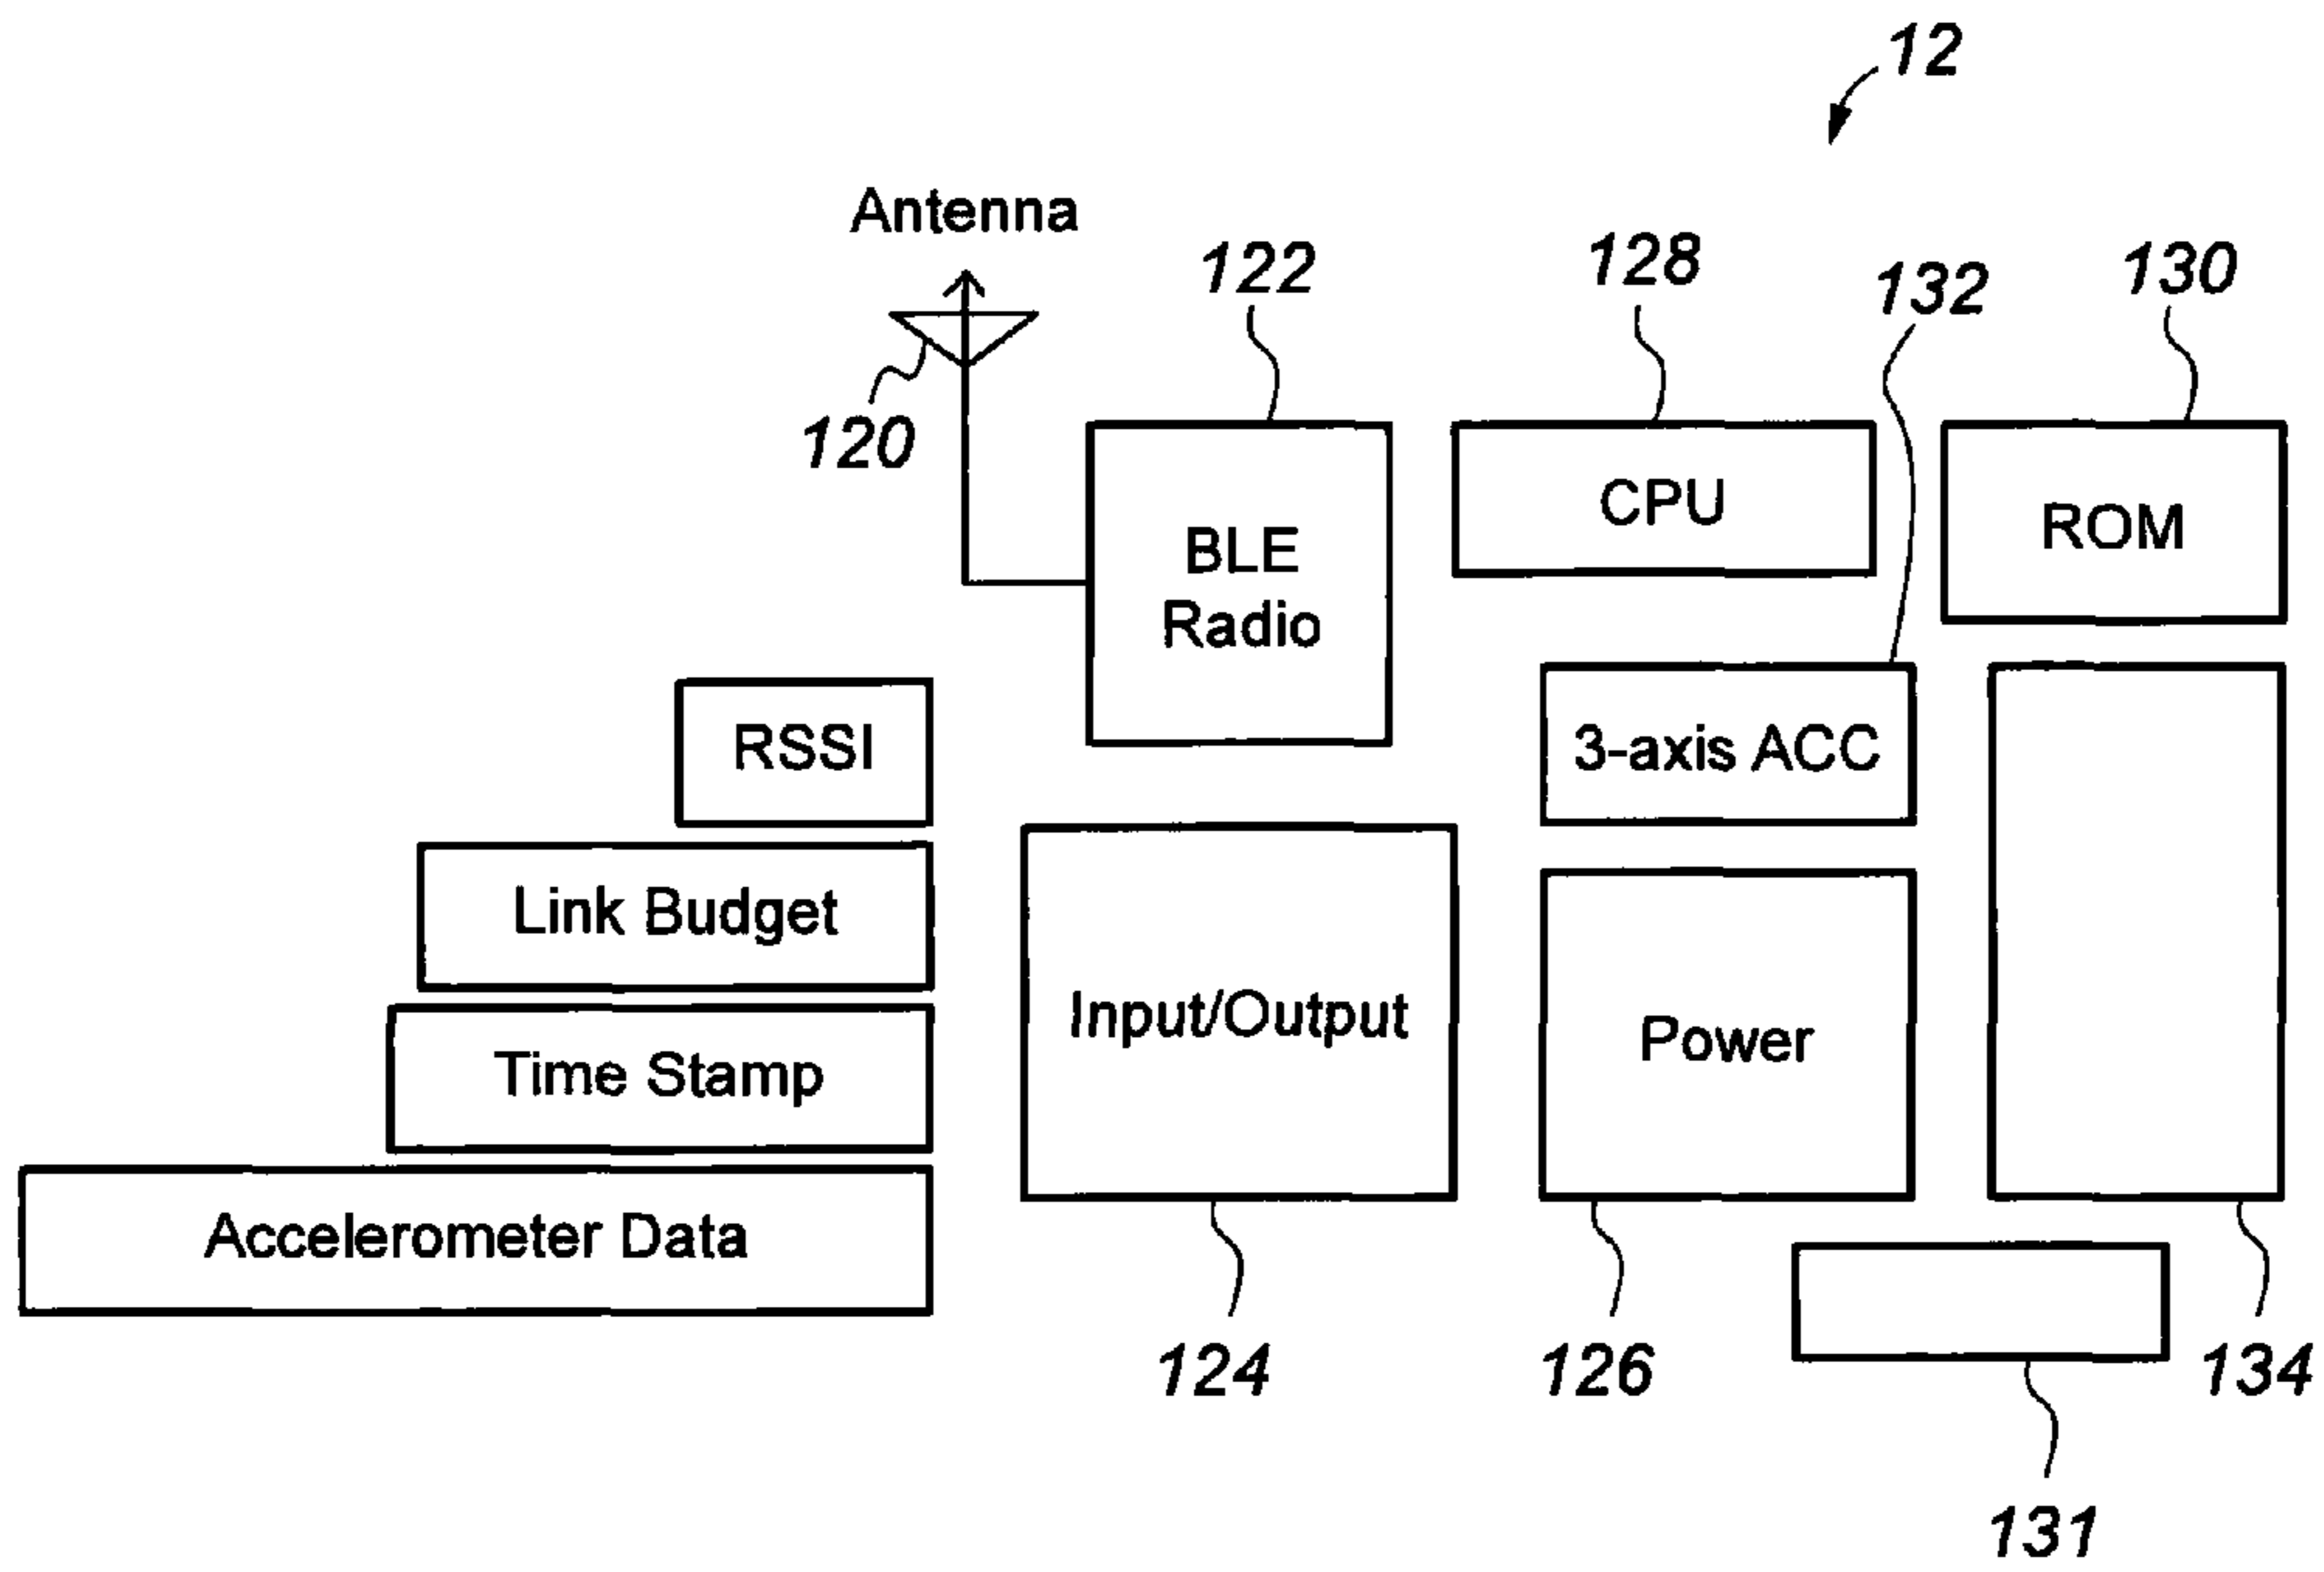 12
Antenna
122
128
132
130
120
CPU
ROM
BLE
Radio
RSSI
3-axis ACC
Link Budget
Input/Output
Power
Time Stamp
Accelerometer Data
124
126
134
131